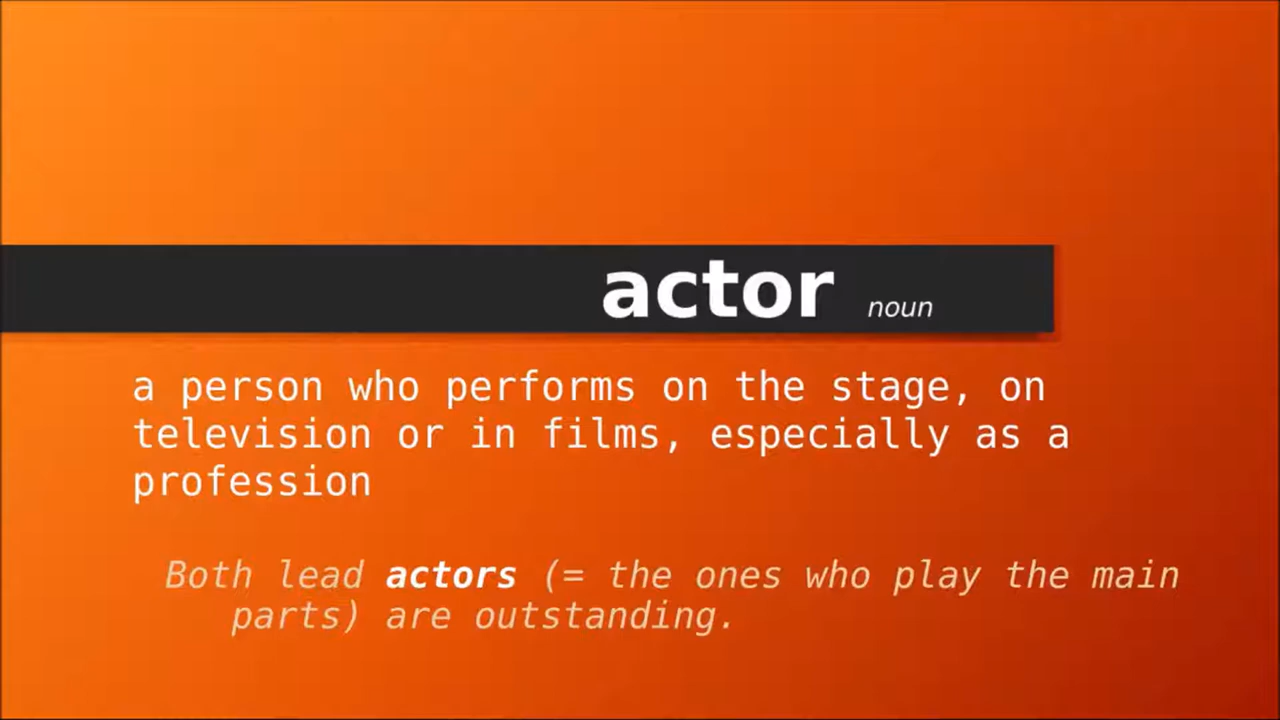 actor noun
a person who performs on the stage, on
television or in films, especially as a
profession
Both lead actors (= the ones who play the main
parts) are outstanding.